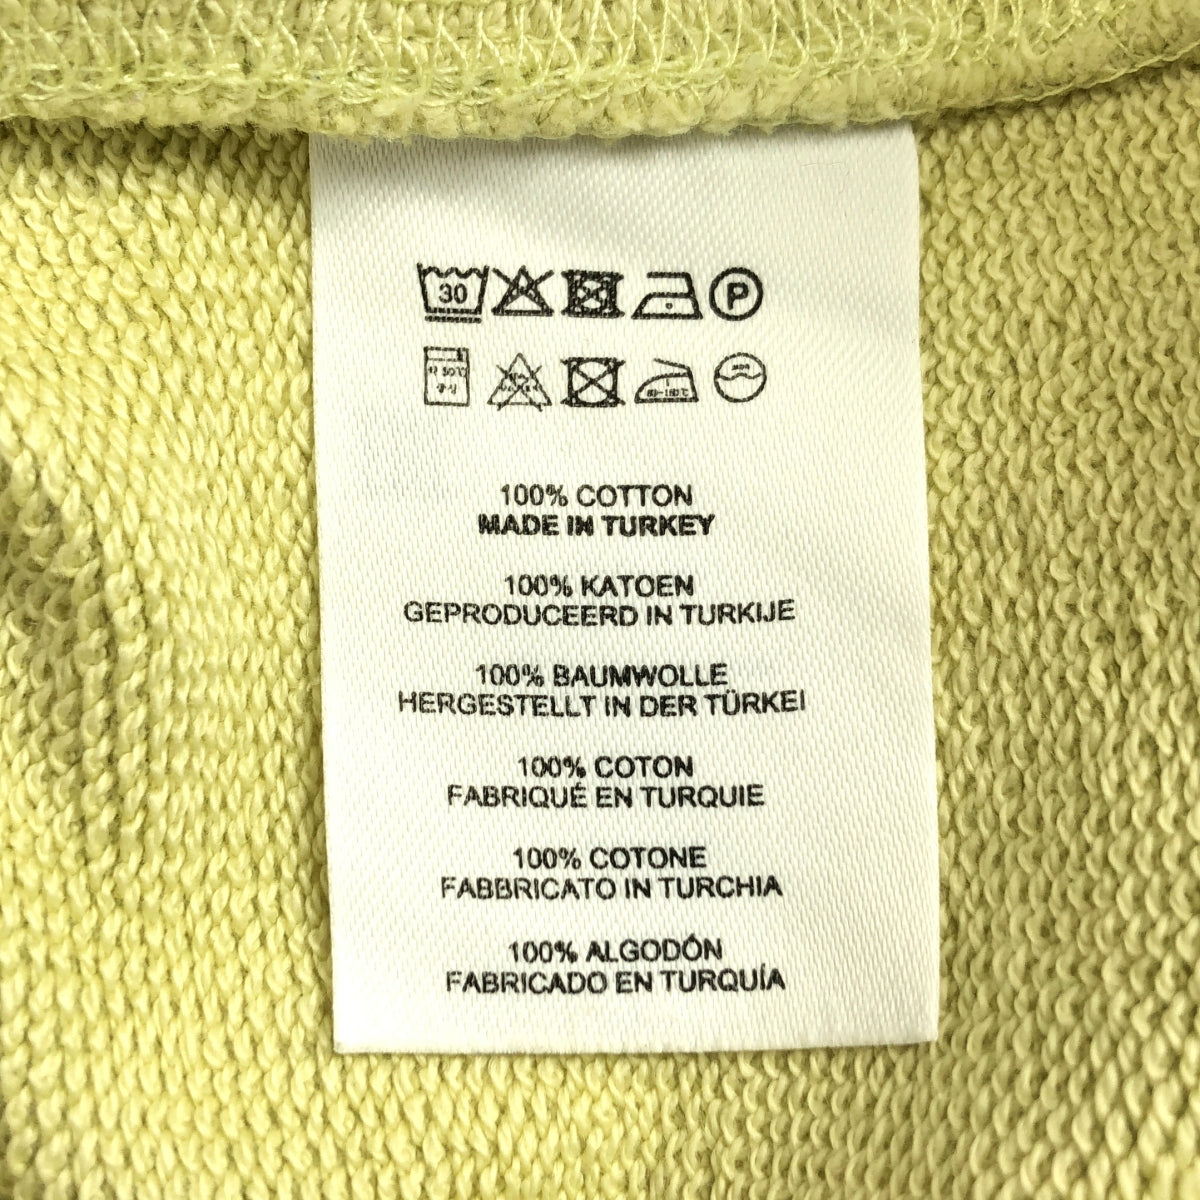 30 P
100% COTTON
MADE IN TURKEY
100% KATOEN
GEPRODUCEERD IN TURKIJE
100% BAUMWOLLE
HERGESTELLT IN DER TÜRKEI
100% COTON
FABRIQUÉ EN TURQUIE
100% COTONE
FABBRICATO IN TURCHIA
100% ALGODÓN
FABRICADO EN TURQUÍA